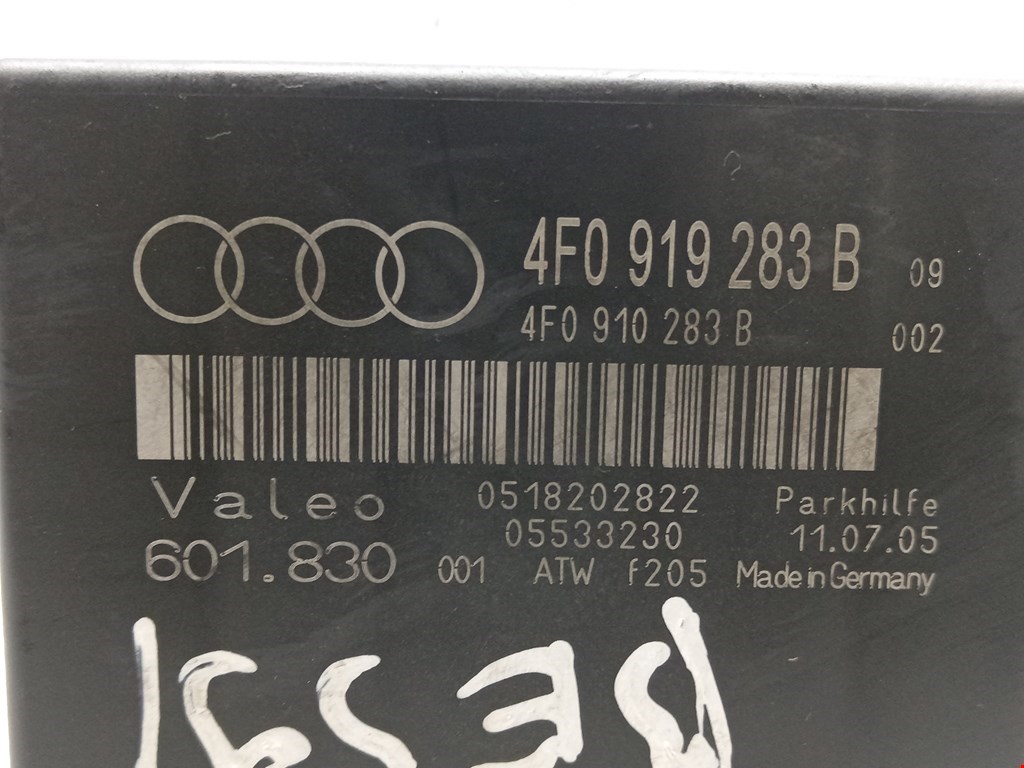 4F0 919 283 B 09
4F0 910 283 B 002
Valeo 0518202822 Parkhilfe
05533230 11.07.05
601.830 001 ATW f205 Made in Germany